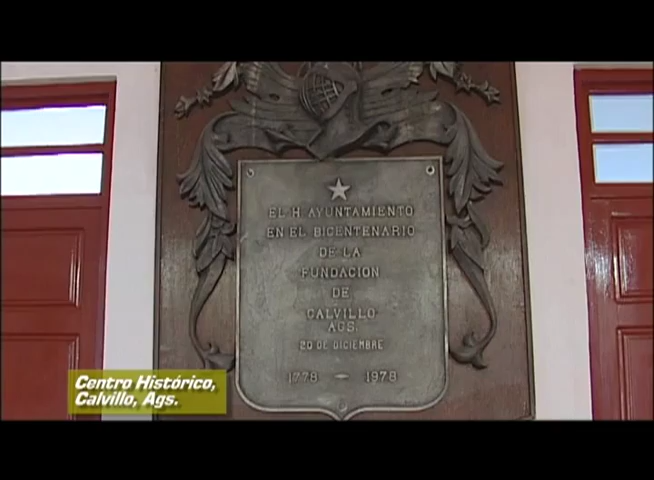 EL H. AYUNTAMIENTO
EN EL BICENTENARIO
DE LA
FUNDACION
DE
CALVILLO
AGS.
20 DE DICIEMBRE
1778 - 1978
Centro Histórico,
Calvillo, Ags.